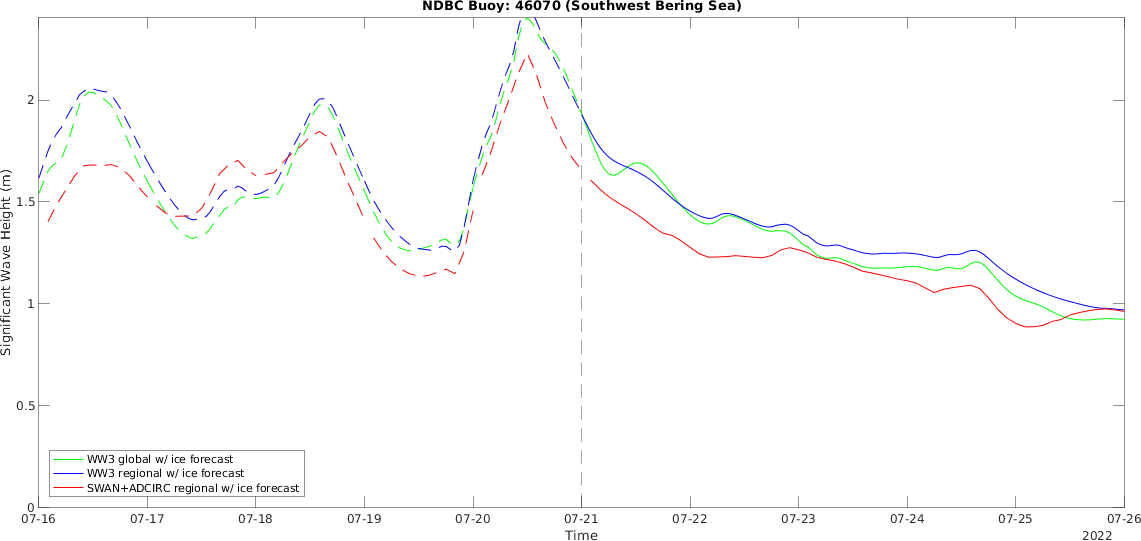 NDBC Buoy: 46070 (Southwest Bering Sea)
Significant Wave Height (m)
2
1.5
1
0.5
0
WW3 global w/ ice forecast
WW3 regional w/ ice forecast
SWAN+ADCIRC regional w/ ice forecast
07-16 07-17 07-18 07-19 07-20 07-21 07-22 07-23 07-24 07-25 07-26
Time
2022